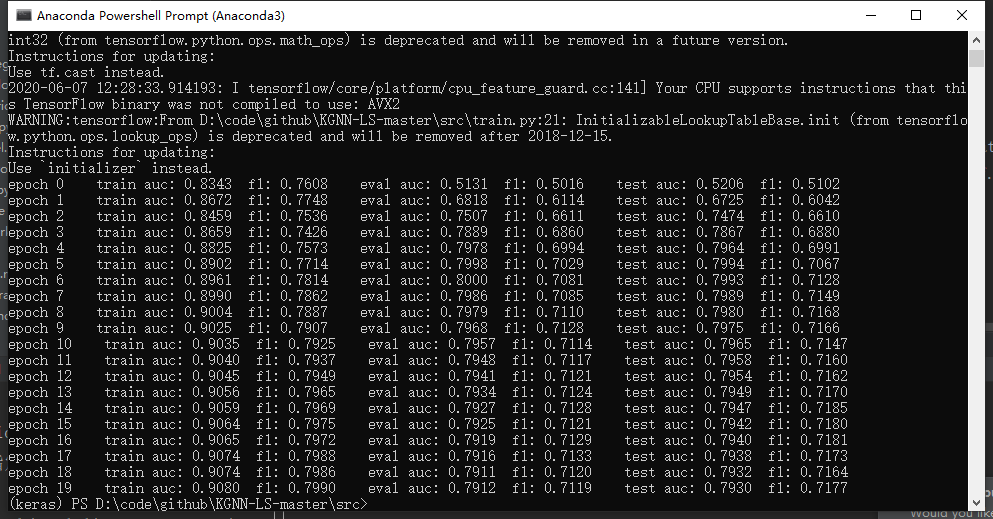 Anaconda Powershell Prompt (Anaconda3)
int32 (from tensorflow.python.ops.math_ops) is deprecated and will be removed in a future version.
Instructions for updating:
Use tf.cast instead.
2020-06-07 12:28:33.914193: I tensorflow/core/platform/cpu_feature_guard.cc:141] Your CPU supports instructions that thi
s TensorFlow binary was not compiled to use: AVX2
WARNING:tensorflow:From D:\code\github\KGNN-LS-master\src\train.py:21: InitializableLookupTableBase.init (from tensorflo
w.python.ops.lookup_ops) is deprecated and will be removed after 2018-12-15.
Instructions for updating:
Use `initializer` instead.
epoch 0    train auc: 0.8343  f1: 0.7608    eval auc: 0.5131  f1: 0.5016    test auc: 0.5206  f1: 0.5102
epoch 1    train auc: 0.8672  f1: 0.7748    eval auc: 0.6818  f1: 0.6114    test auc: 0.6725  f1: 0.6042
epoch 2    train auc: 0.8459  f1: 0.7536    eval auc: 0.7507  f1: 0.6611    test auc: 0.7474  f1: 0.6610
epoch 3    train auc: 0.8659  f1: 0.7426    eval auc: 0.7889  f1: 0.6860    test auc: 0.7867  f1: 0.6880
epoch 4    train auc: 0.8825  f1: 0.7573    eval auc: 0.7978  f1: 0.6994    test auc: 0.7964  f1: 0.6991
epoch 5    train auc: 0.8902  f1: 0.7714    eval auc: 0.7998  f1: 0.7029    test auc: 0.7994  f1: 0.7067
epoch 6    train auc: 0.8961  f1: 0.7814    eval auc: 0.8000  f1: 0.7081    test auc: 0.7993  f1: 0.7128
epoch 7    train auc: 0.8990  f1: 0.7862    eval auc: 0.7986  f1: 0.7085    test auc: 0.7989  f1: 0.7149
epoch 8    train auc: 0.9004  f1: 0.7887    eval auc: 0.7979  f1: 0.7110    test auc: 0.7980  f1: 0.7168
epoch 9    train auc: 0.9025  f1: 0.7907    eval auc: 0.7968  f1: 0.7128    test auc: 0.7975  f1: 0.7166
epoch 10    train auc: 0.9035  f1: 0.7925    eval auc: 0.7957  f1: 0.7114    test auc: 0.7965  f1: 0.7147
epoch 11    train auc: 0.9040  f1: 0.7937    eval auc: 0.7948  f1: 0.7117    test auc: 0.7958  f1: 0.7160
epoch 12    train auc: 0.9045  f1: 0.7949    eval auc: 0.7941  f1: 0.7121    test auc: 0.7954  f1: 0.7162
epoch 13    train auc: 0.9056  f1: 0.7965    eval auc: 0.7934  f1: 0.7124    test auc: 0.7949  f1: 0.7170
epoch 14    train auc: 0.9059  f1: 0.7969    eval auc: 0.7927  f1: 0.7128    test auc: 0.7947  f1: 0.7185
epoch 15    train auc: 0.9064  f1: 0.7975    eval auc: 0.7925  f1: 0.7121    test auc: 0.7942  f1: 0.7180
epoch 16    train auc: 0.9065  f1: 0.7972    eval auc: 0.7919  f1: 0.7129    test auc: 0.7940  f1: 0.7181
epoch 17    train auc: 0.9074  f1: 0.7988    eval auc: 0.7916  f1: 0.7133    test auc: 0.7938  f1: 0.7173
epoch 18    train auc: 0.9074  f1: 0.7986    eval auc: 0.7911  f1: 0.7120    test auc: 0.7932  f1: 0.7164
epoch 19    train auc: 0.9080  f1: 0.7990    eval auc: 0.7912  f1: 0.7119    test auc: 0.7930  f1: 0.7177
(keras) PS D:\code\github\KGNN-LS-master\src>
Would you like